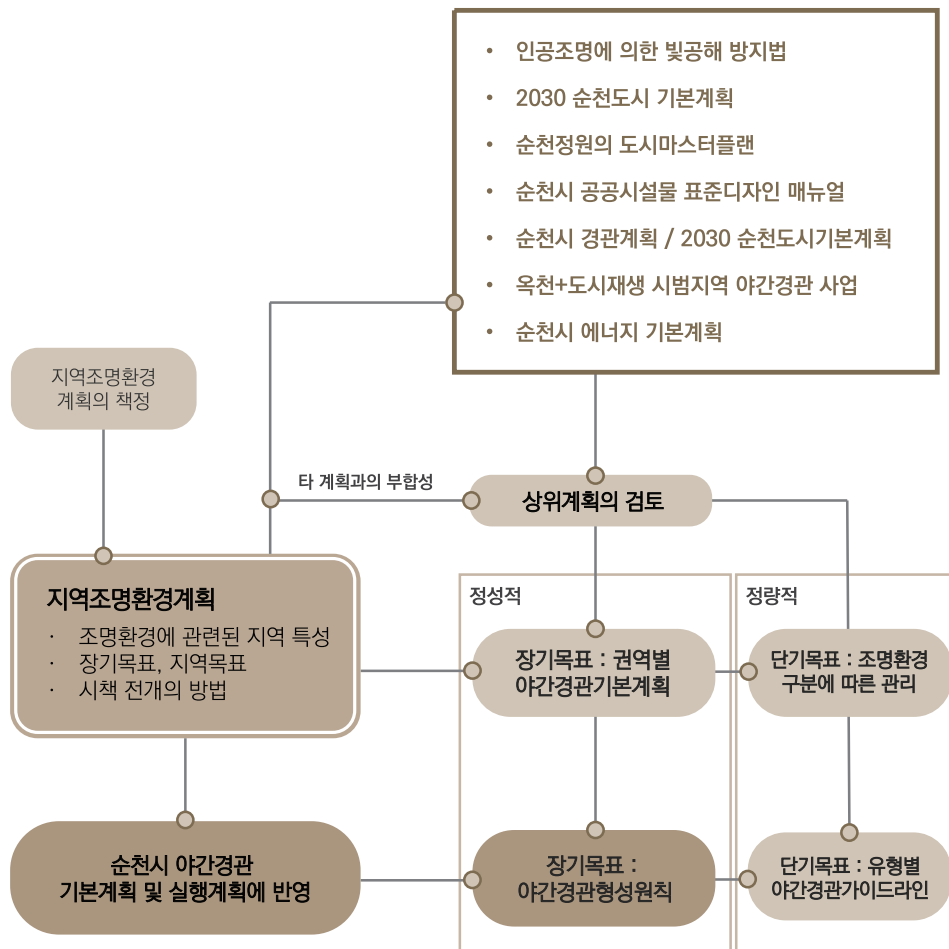 • 인공조명에 의한 빛공해 방지법
• 2030 순천도시 기본계획
• 순천정원의 도시마스터플랜
• 순천시 공공시설물 표준디자인 매뉴얼
• 순천시 경관계획 / 2030 순천도시기본계획
• 옥천+도시재생 시범지역 야간경관 사업
• 순천시 에너지 기본계획
지역조명환경
계획의 책정
타 계획과의 부합성
상위계획의 검토
지역조명환경계획
· 조명환경에 관련된 지역 특성
· 장기목표, 지역목표
· 시책 전개의 방법
정성적
장기목표 : 권역별
야간경관기본계획
정량적
단기목표 : 조명환경
구분에 따른 관리
순천시 야간경관
기본계획 및 실행계획에 반영
장기목표 :
야간경관형성원칙
단기목표 : 유형별
야간경관가이드라인